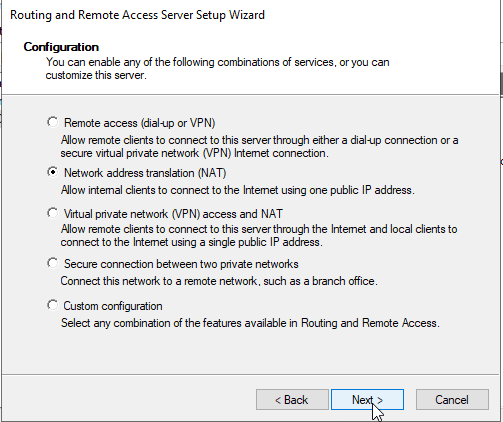 Routing and Remote Access Server Setup Wizard
Configuration
You can enable any of the following combinations of services, or you can
customize this server.
Remote access (dial-up or VPN)
Allow remote clients to connect to this server through either a dial-up connection or a
secure virtual private network (VPN) Internet connection.
Network address translation (NAT)
Allow internal clients to connect to the Internet using one public IP address.
Virtual private network (VPN) access and NAT
Allow remote clients to connect to this server through the Internet and local clients to
connect to the Internet using a single public IP address.
Secure connection between two private networks
Connect this network to a remote network, such as a branch office.
Custom configuration
Select any combination of the features available in Routing and Remote Access.
< Back Next > Cancel